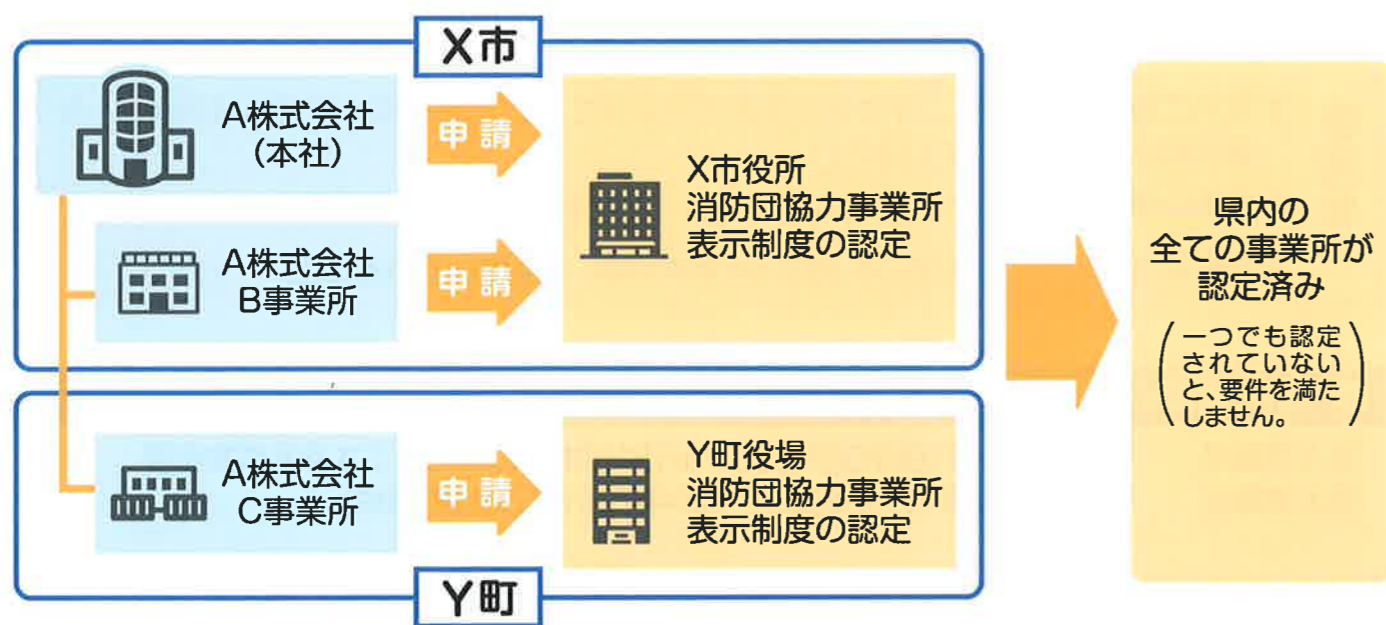 X市
A株式会社
(本社)
申請
A株式会社
B事業所
申請
X市役所
消防団協力事業所
表示制度の認定
A株式会社
C事業所
申請
Y町役場
消防団協力事業所
表示制度の認定
Y町
県内の
全ての事業所が
認定済み
(一つでも認定
されていない
と、要件を満た
しません。)